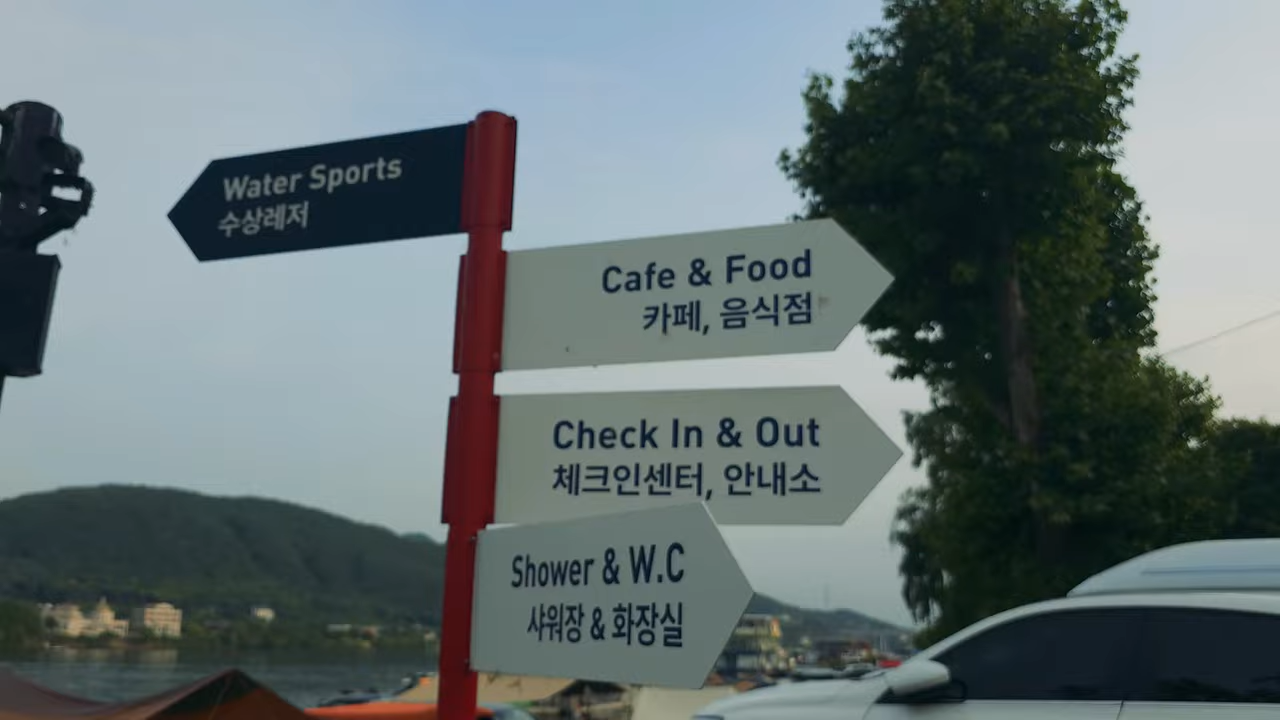 Water Sports
수상레저
Cafe & Food
카페, 음식점
Check In & Out
체크인센터, 안내소
Shower & W.C
샤워장 & 화장실